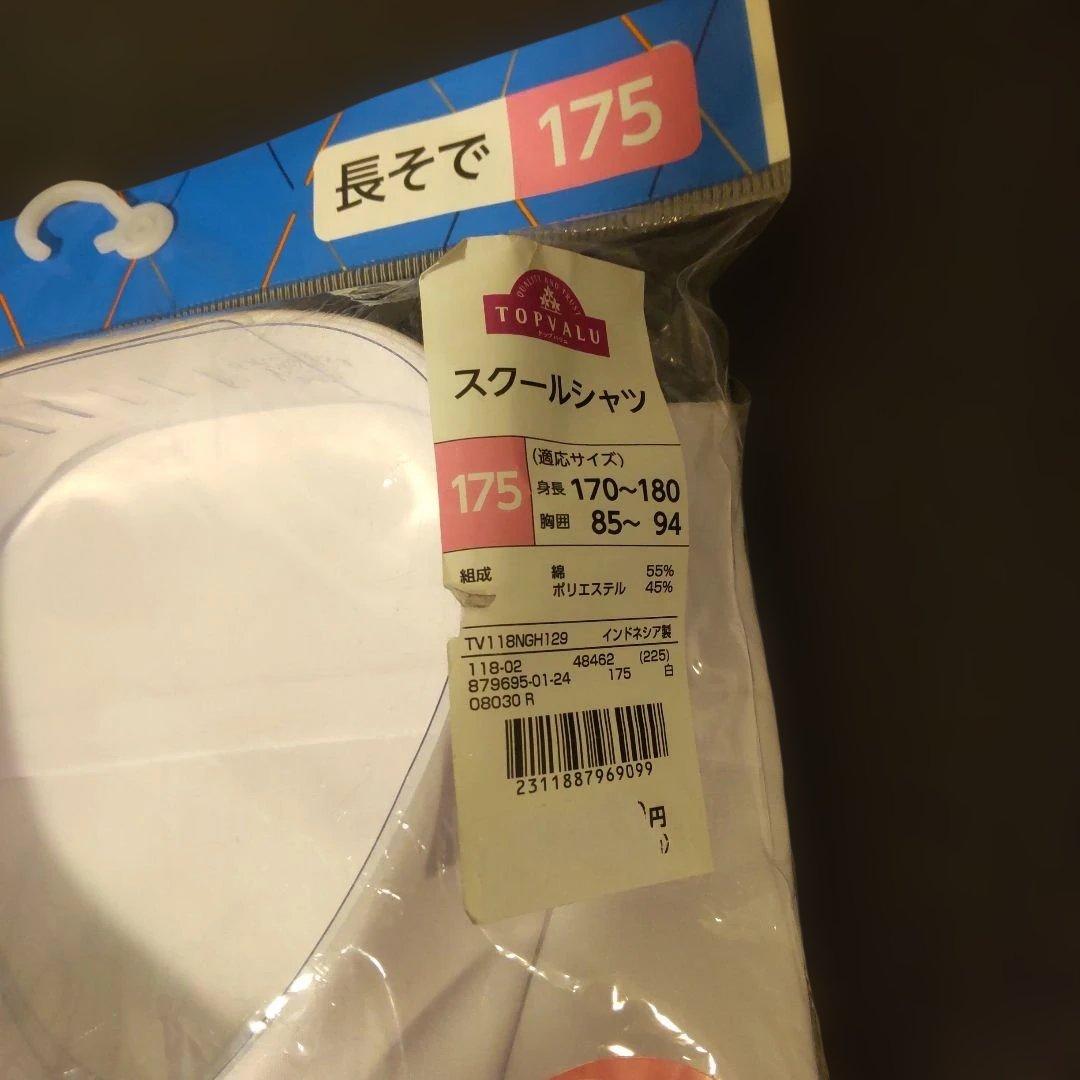 長そで 175
QUALITY AND TRUST
TOPVALU
トップバリュ
スクールシャツ
175
(適応サイズ)
身長 170〜180
胸囲 85〜 94
組成 綿 55%
ポリエステル 45%
TV118NGH129 インドネシア製
118-02 48462 (225)
879695-01-24 175 白
08030 R
2311887969099
円